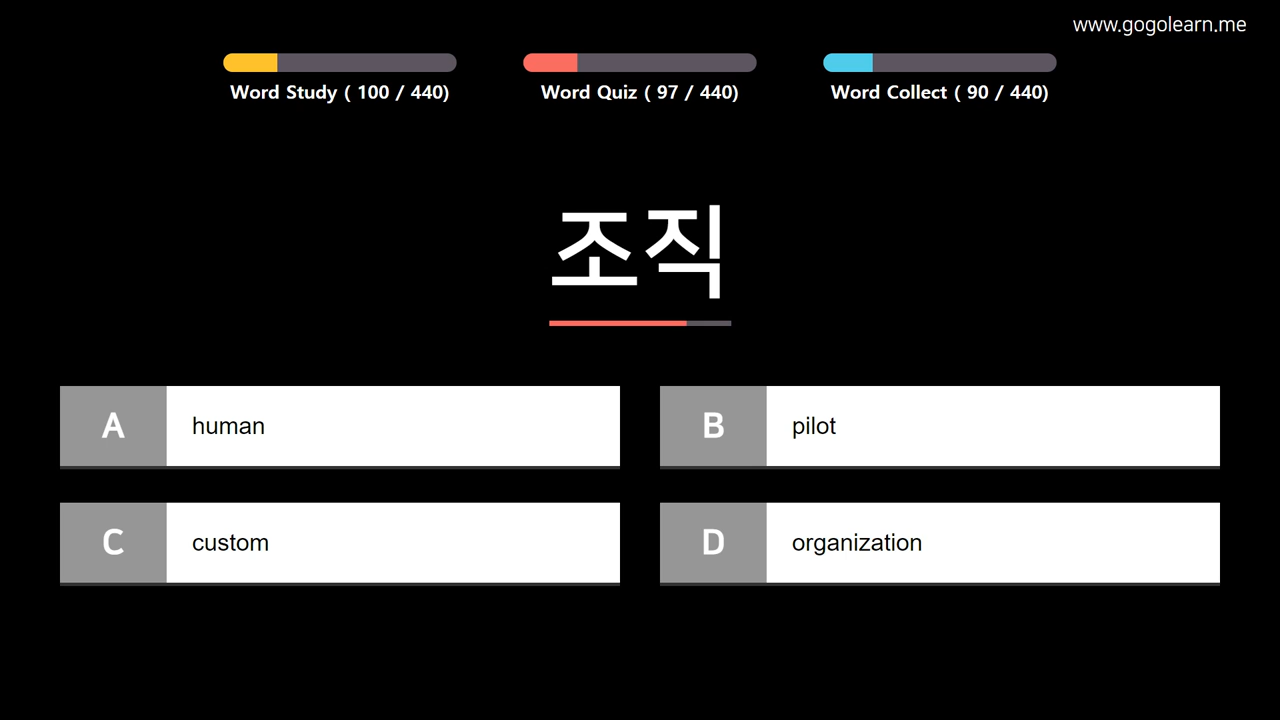 www.gogolearn.me
Word Study ( 100 / 440)
Word Quiz ( 97 / 440)
Word Collect ( 90 / 440)
조직
A human
B pilot
C custom
D organization